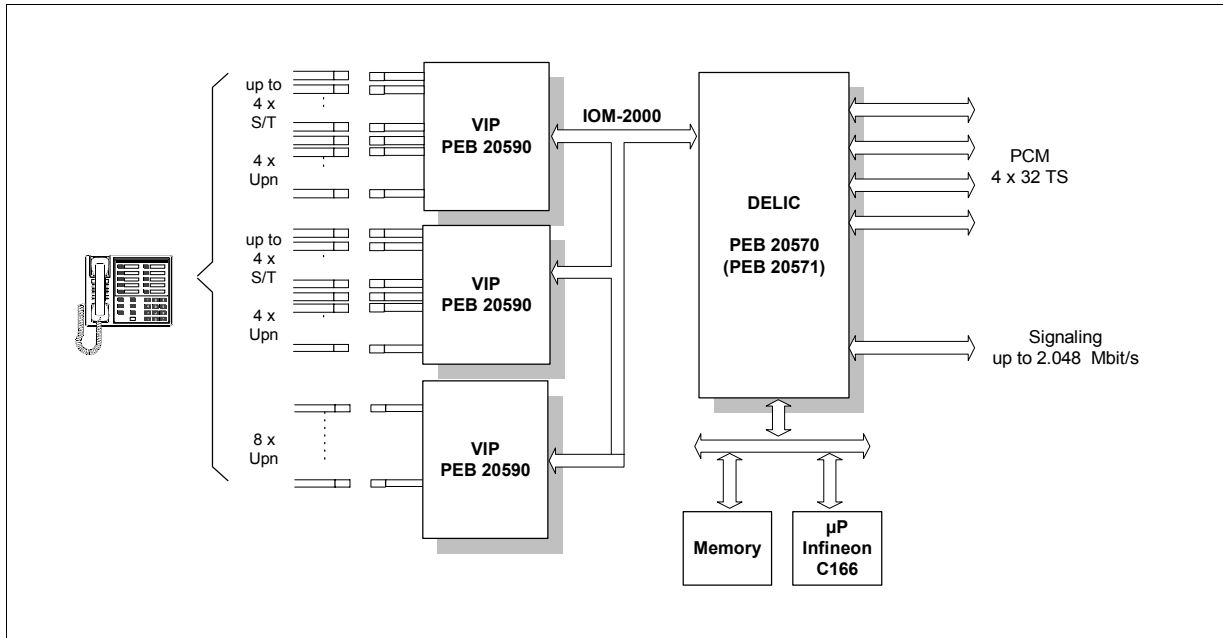 up to
4 x
S/T
4 x
Upn
VIP
PEB 20590
IOM-2000
up to
4 x
S/T
4 x
Upn
VIP
PEB 20590
8 x
Upn
VIP
PEB 20590
DELIC
PEB 20570
(PEB 20571)
PCM
4 x 32 TS
Signaling
up to 2.048 Mbit/s
Memory
µP
Infineon
C166